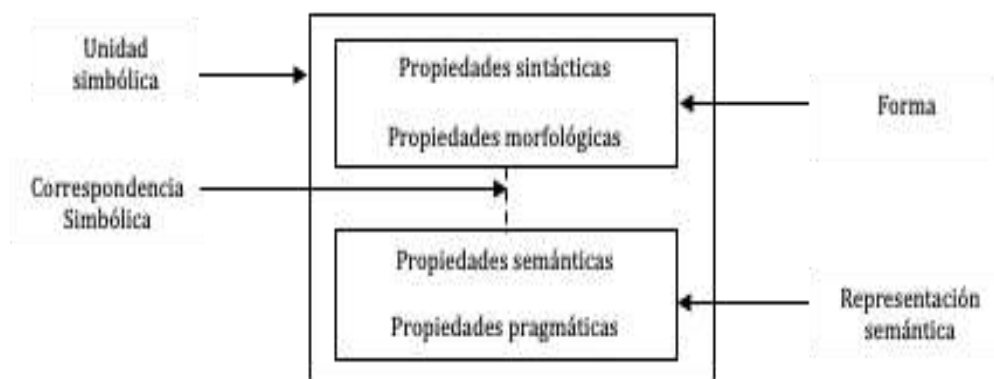 Unidad
simbólica
Propiedades sintácticas
Propiedades morfológicas
Forma
Correspondencia
Simbólica
Propiedades semánticas
Propiedades pragmáticas
Representación
semántica